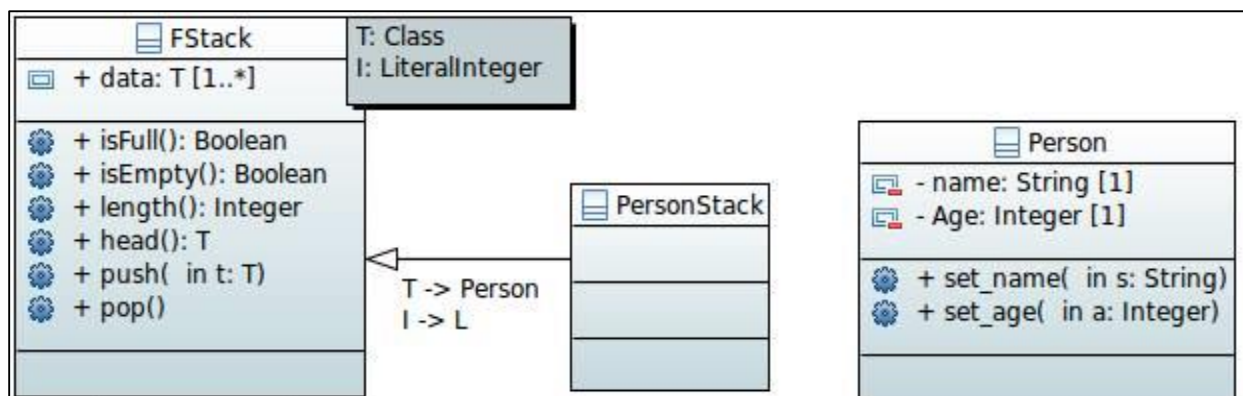 FStack
+ data: T [1..*]
+ isFull(): Boolean
+ isEmpty(): Boolean
+ length(): Integer
+ head(): T
+ push(  in t: T)
+ pop()
T: Class
I: LiteralInteger
T -> Person
I -> L
PersonStack
Person
- name: String [1]
- Age: Integer [1]
+ set_name(  in s: String)
+ set_age(  in a: Integer)